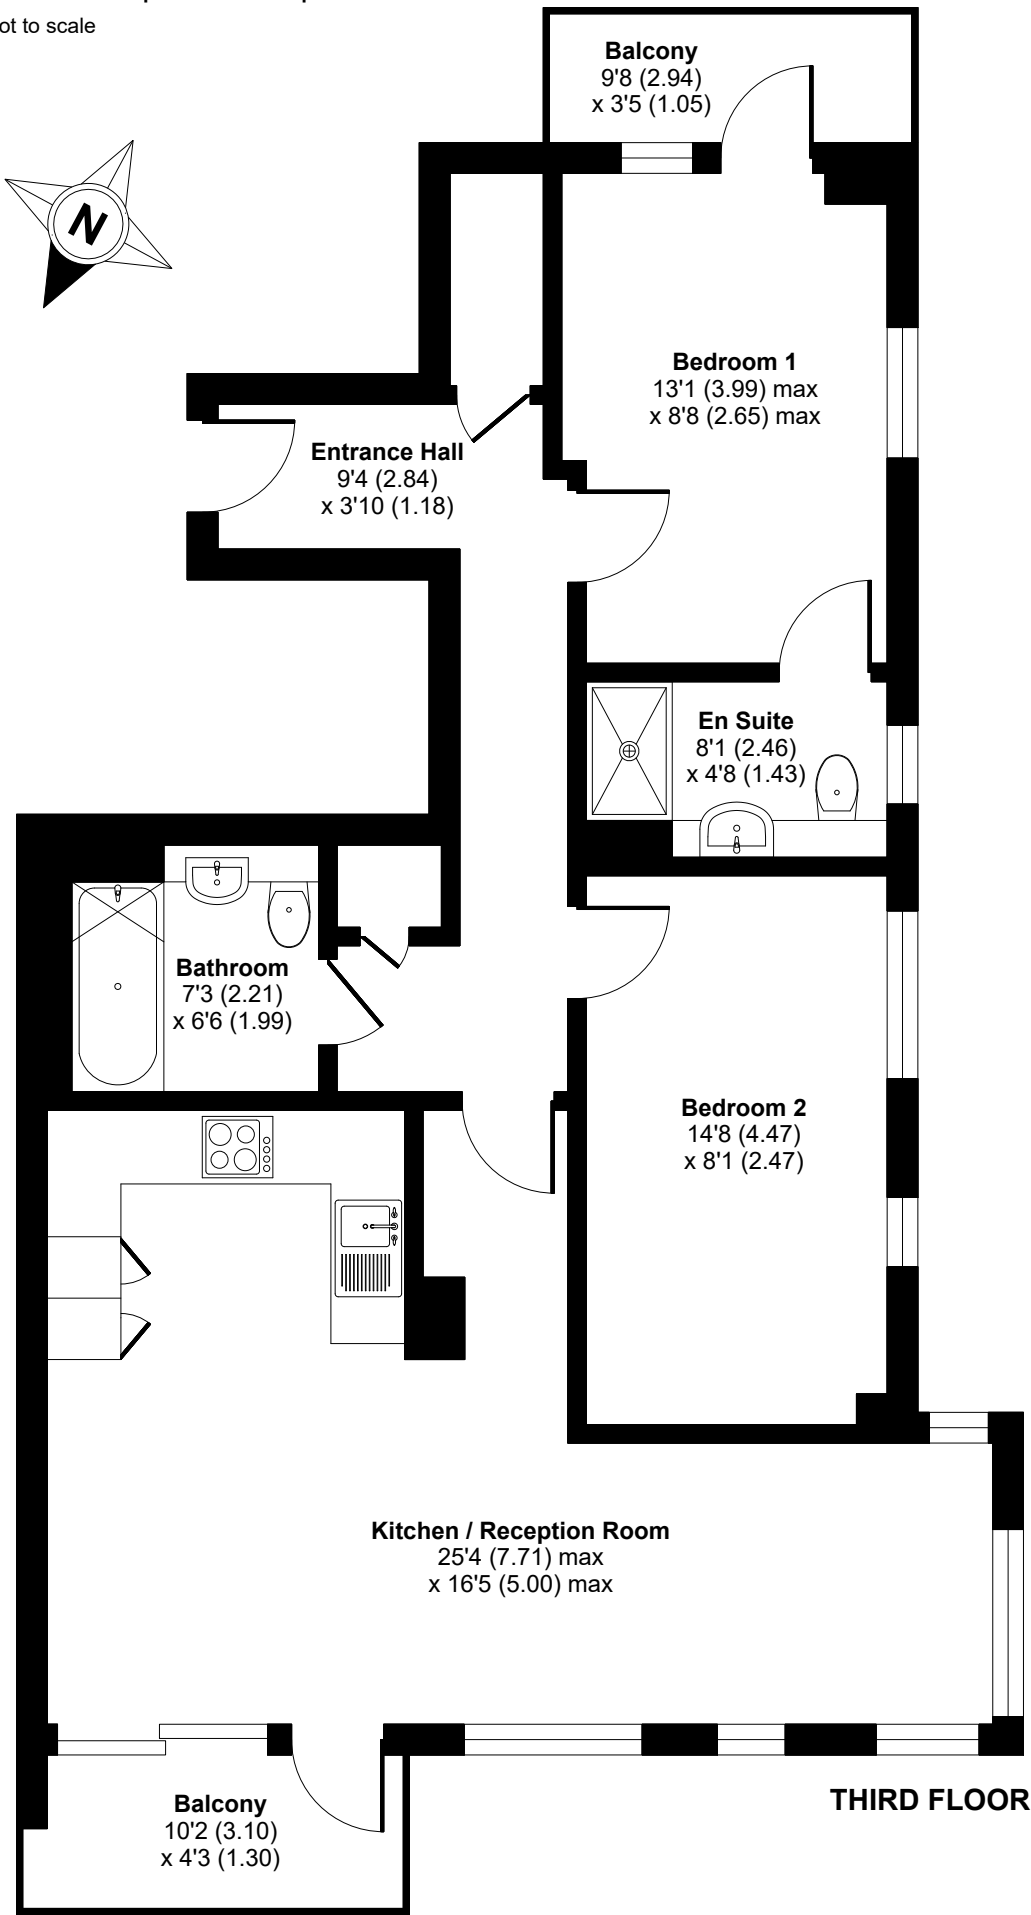 ot to scale
Balcony
9'8 (2.94)
x 3'5 (1.05)
N
Bedroom 1
13'1 (3.99) max
x 8'8 (2.65) max
Entrance Hall
9'4 (2.84)
x 3'10 (1.18)
En Suite
8'1 (2.46)
x 4'8 (1.43)
Bathroom
7'3 (2.21)
x 6'6 (1.99)
Bedroom 2
14'8 (4.47)
x 8'1 (2.47)
Kitchen / Reception Room
25'4 (7.71) max
x 16'5 (5.00) max
Balcony
10'2 (3.10)
x 4'3 (1.30)
THIRD FLOOR